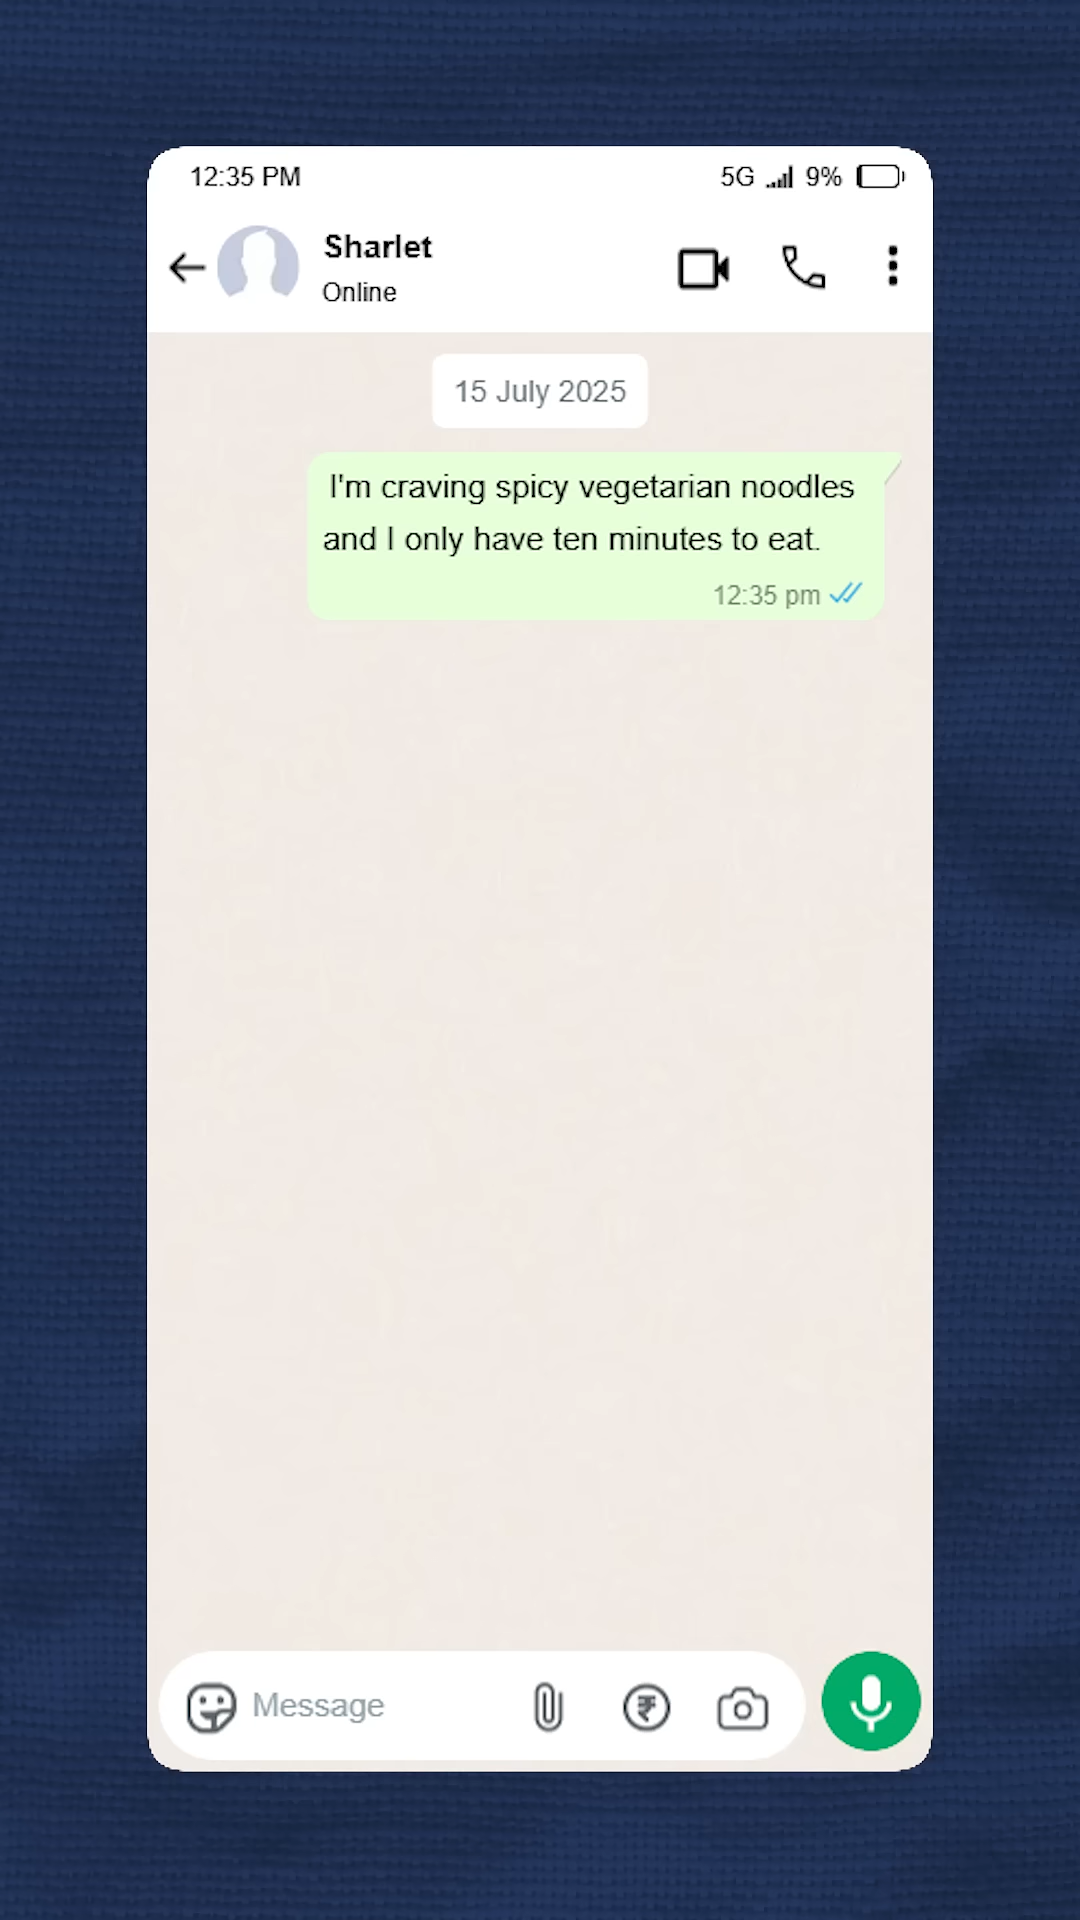 12:35 PM 5G 9%
Sharlet
Online
15 July 2025
I'm craving spicy vegetarian noodles
and I only have ten minutes to eat.
12:35 pm
Message